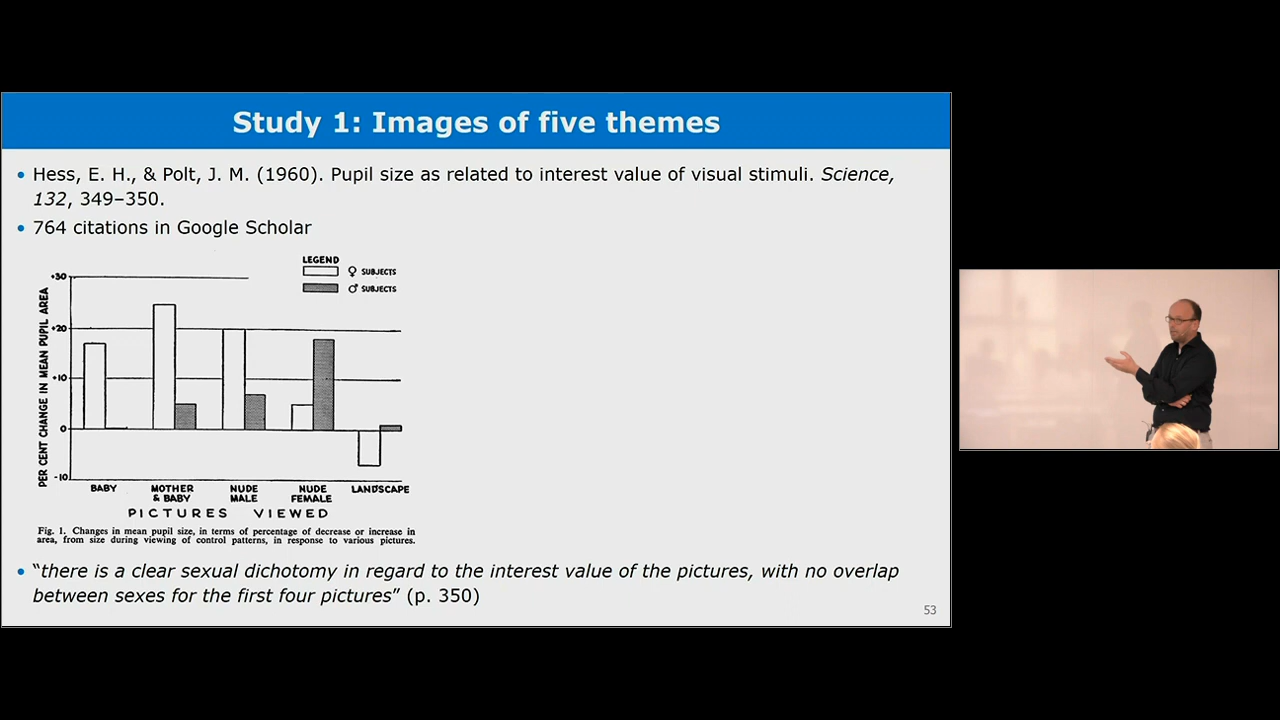 Study 1: Images of five themes
• Hess, E. H., & Polt, J. M. (1960). Pupil size as related to interest value of visual stimuli. Science,
132, 349–350.
• 764 citations in Google Scholar
LEGEND
♀ SUBJECTS
♂ SUBJECTS
PER CENT CHANGE IN MEAN PUPIL AREA
+30
+20
+10
0
-10
BABY
MOTHER
& BABY
NUDE
MALE
NUDE
FEMALE
LANDSCAPE
PICTURES VIEWED
Fig. 1. Changes in mean pupil size, in terms of percentage of decrease or increase in
area, from size during viewing of control patterns, in response to various pictures.
• “there is a clear sexual dichotomy in regard to the interest value of the pictures, with no overlap
between sexes for the first four pictures” (p. 350)
53